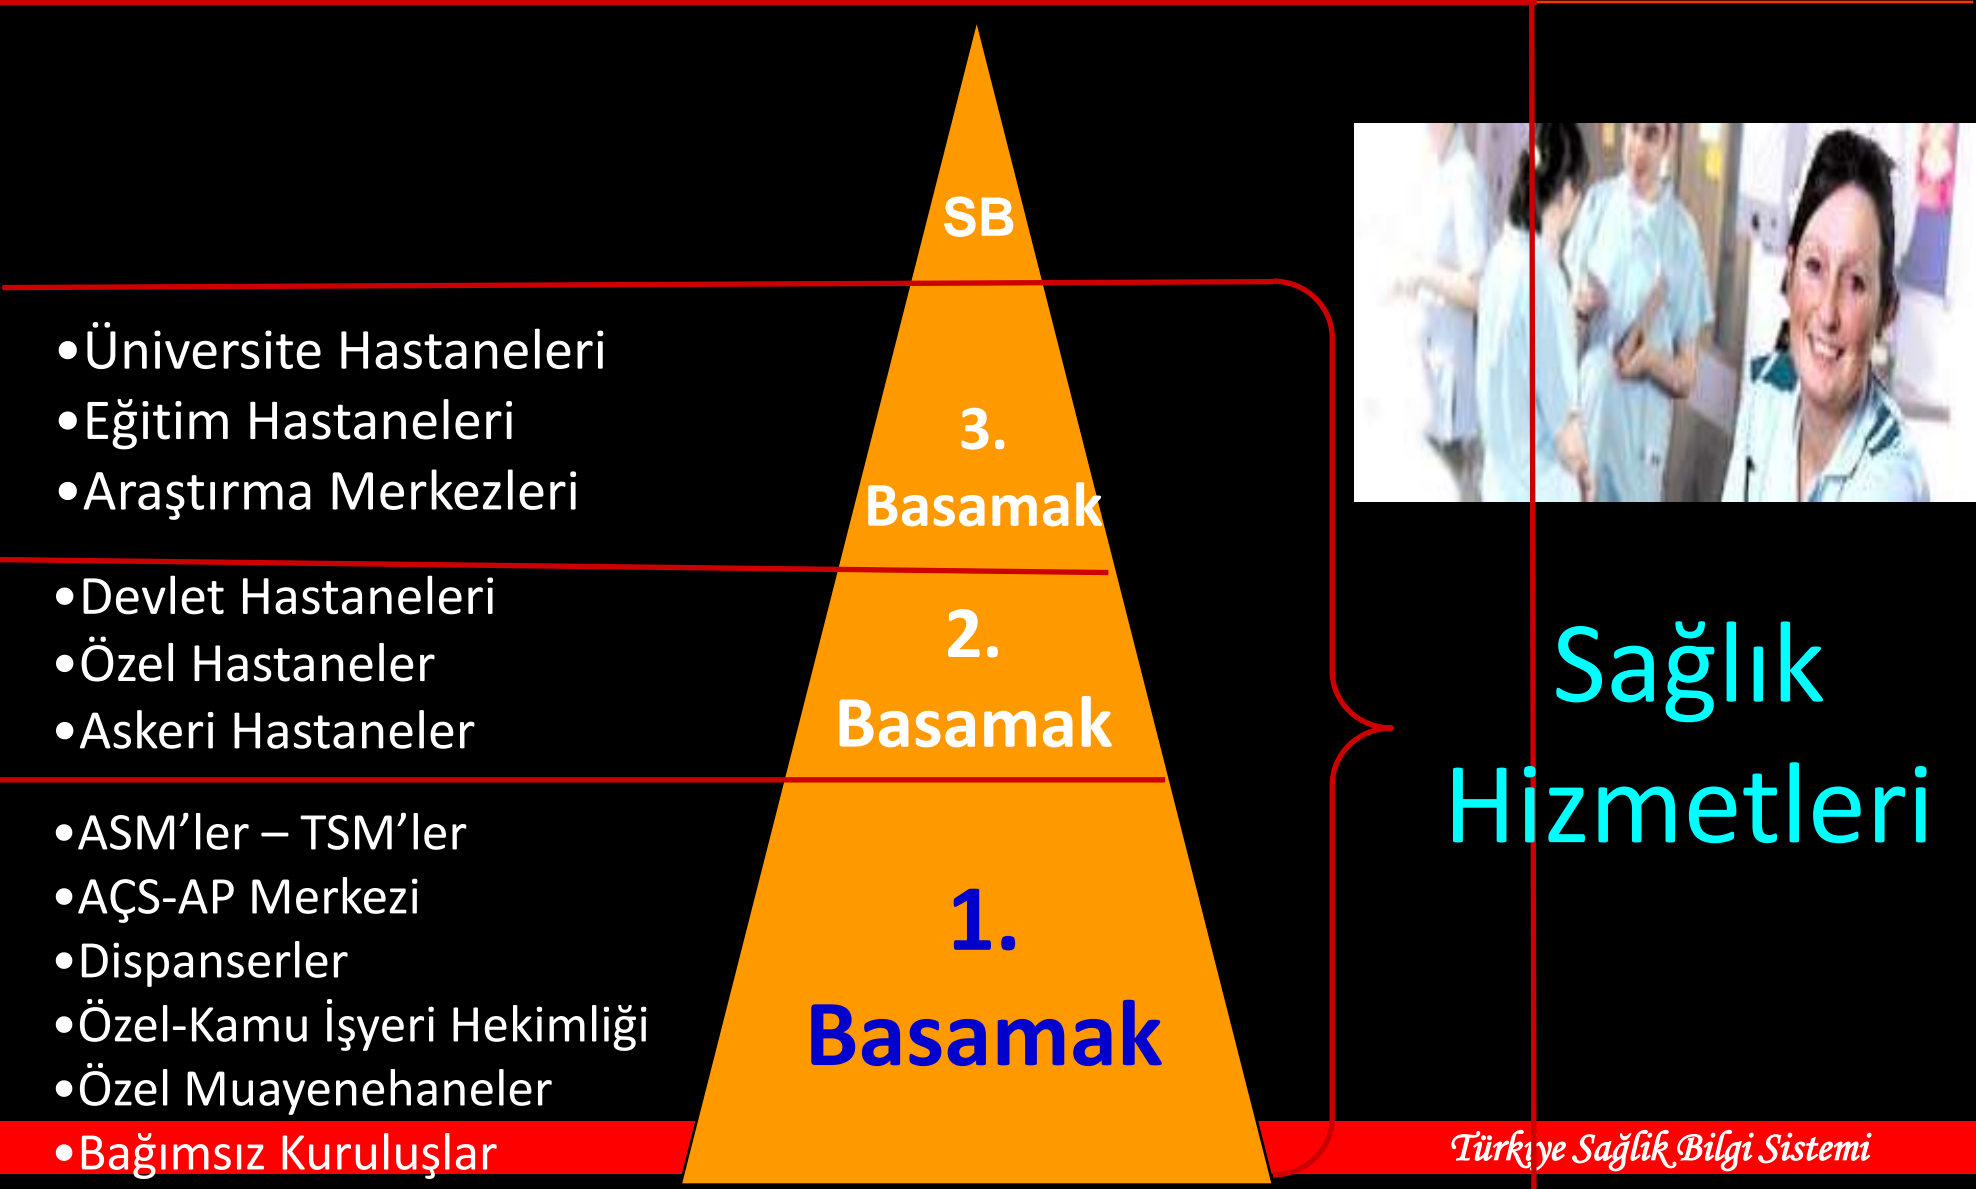 SB
•Üniversite Hastaneleri
•Eğitim Hastaneleri
•Araştırma Merkezleri
3.
Basamak
•Devlet Hastaneleri
•Özel Hastaneler
•Askeri Hastaneler
2.
Basamak
•ASM’ler – TSM’ler
•AÇS-AP Merkezi
•Dispanserler
•Özel-Kamu İşyeri Hekimliği
•Özel Muayenehaneler
•Bağımsız Kuruluşlar
1.
Basamak
Sağlık
Hizmetleri
Türkiye Sağlik Bilgi Sistemi